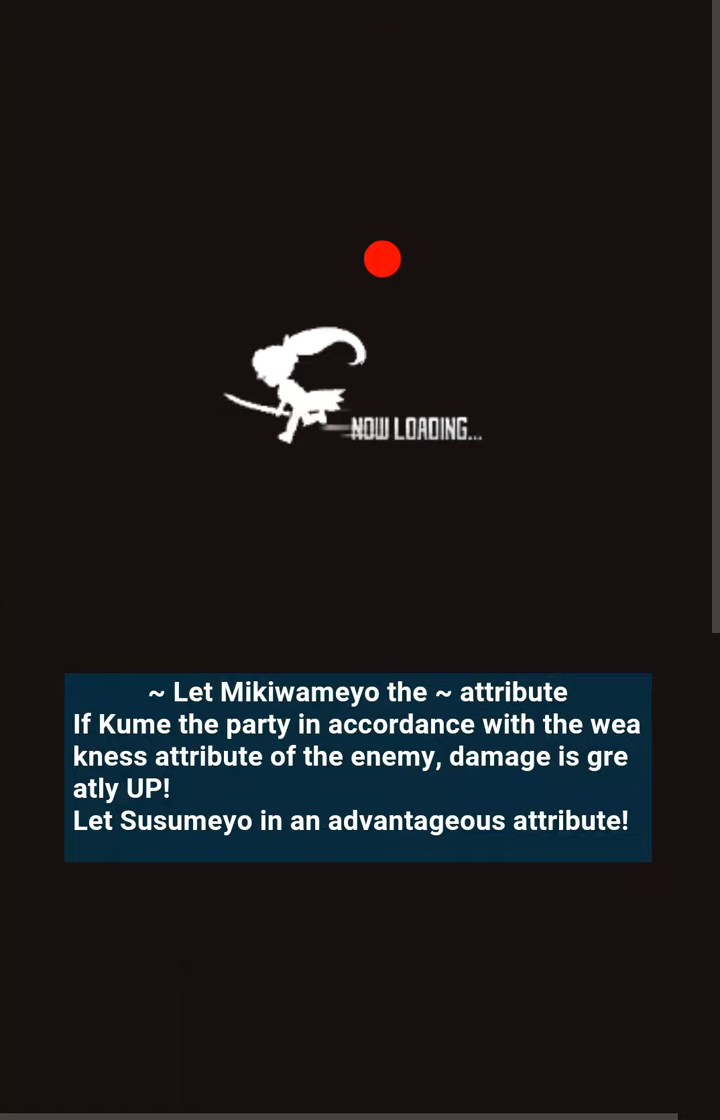 NOW LOADING...
~ Let Mikiwameyo the ~ attribute
If Kume the party in accordance with the wea
kness attribute of the enemy, damage is gre
atly UP!
Let Susumeyo in an advantageous attribute!